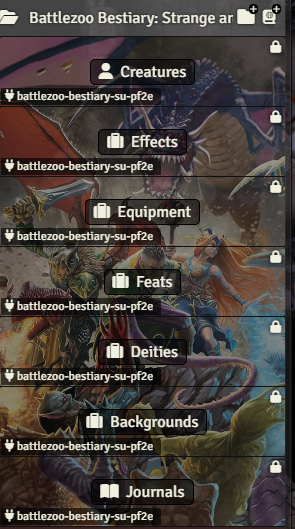 Battlezoo Bestiary: Strange ar
Creatures
battlezoo-bestiary-su-pf2e
Effects
battlezoo-bestiary-su-pf2e
Equipment
battlezoo-bestiary-su-pf2e
Feats
battlezoo-bestiary-su-pf2e
Deities
battlezoo-bestiary-su-pf2e
Backgrounds
battlezoo-bestiary-su-pf2e
Journals
battlezoo-bestiary-su-pf2e